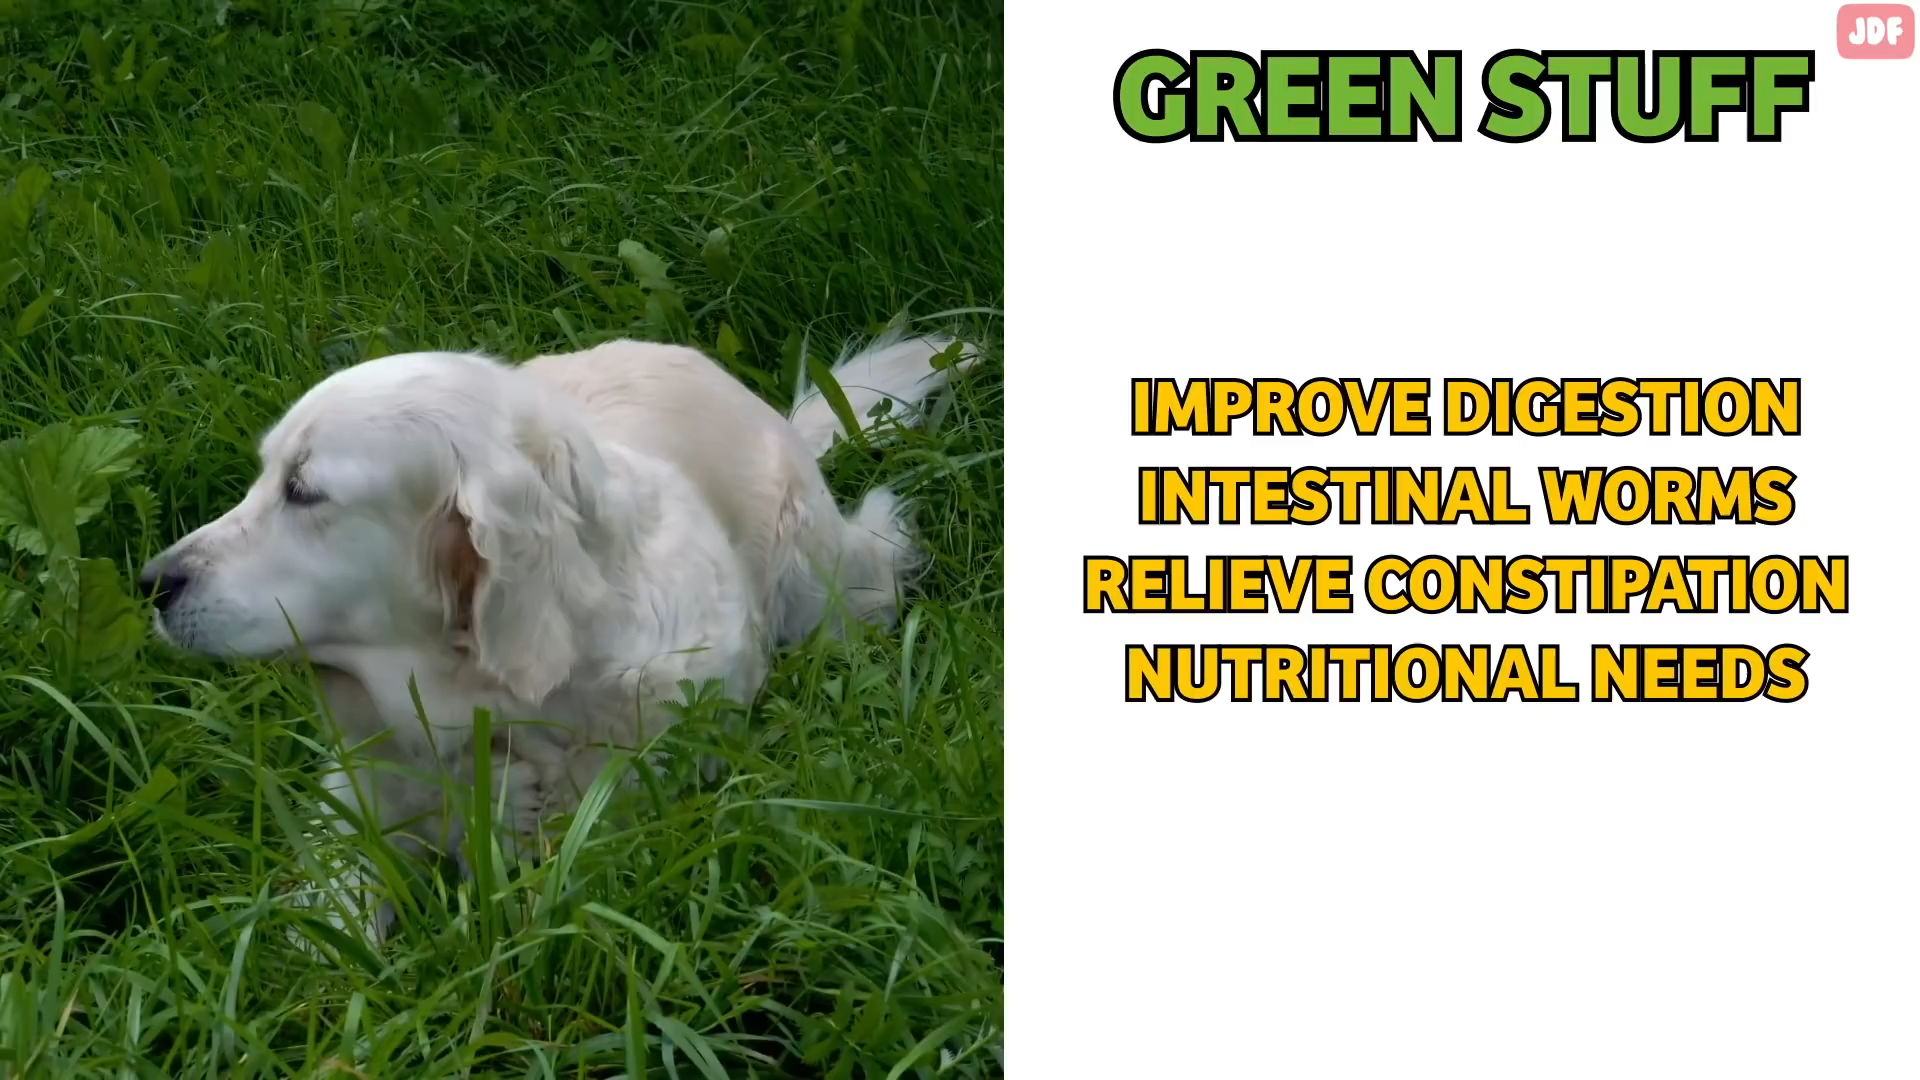 JDF
GREEN STUFF
IMPROVE DIGESTION
INTESTINAL WORMS
RELIEVE CONSTIPATION
NUTRITIONAL NEEDS